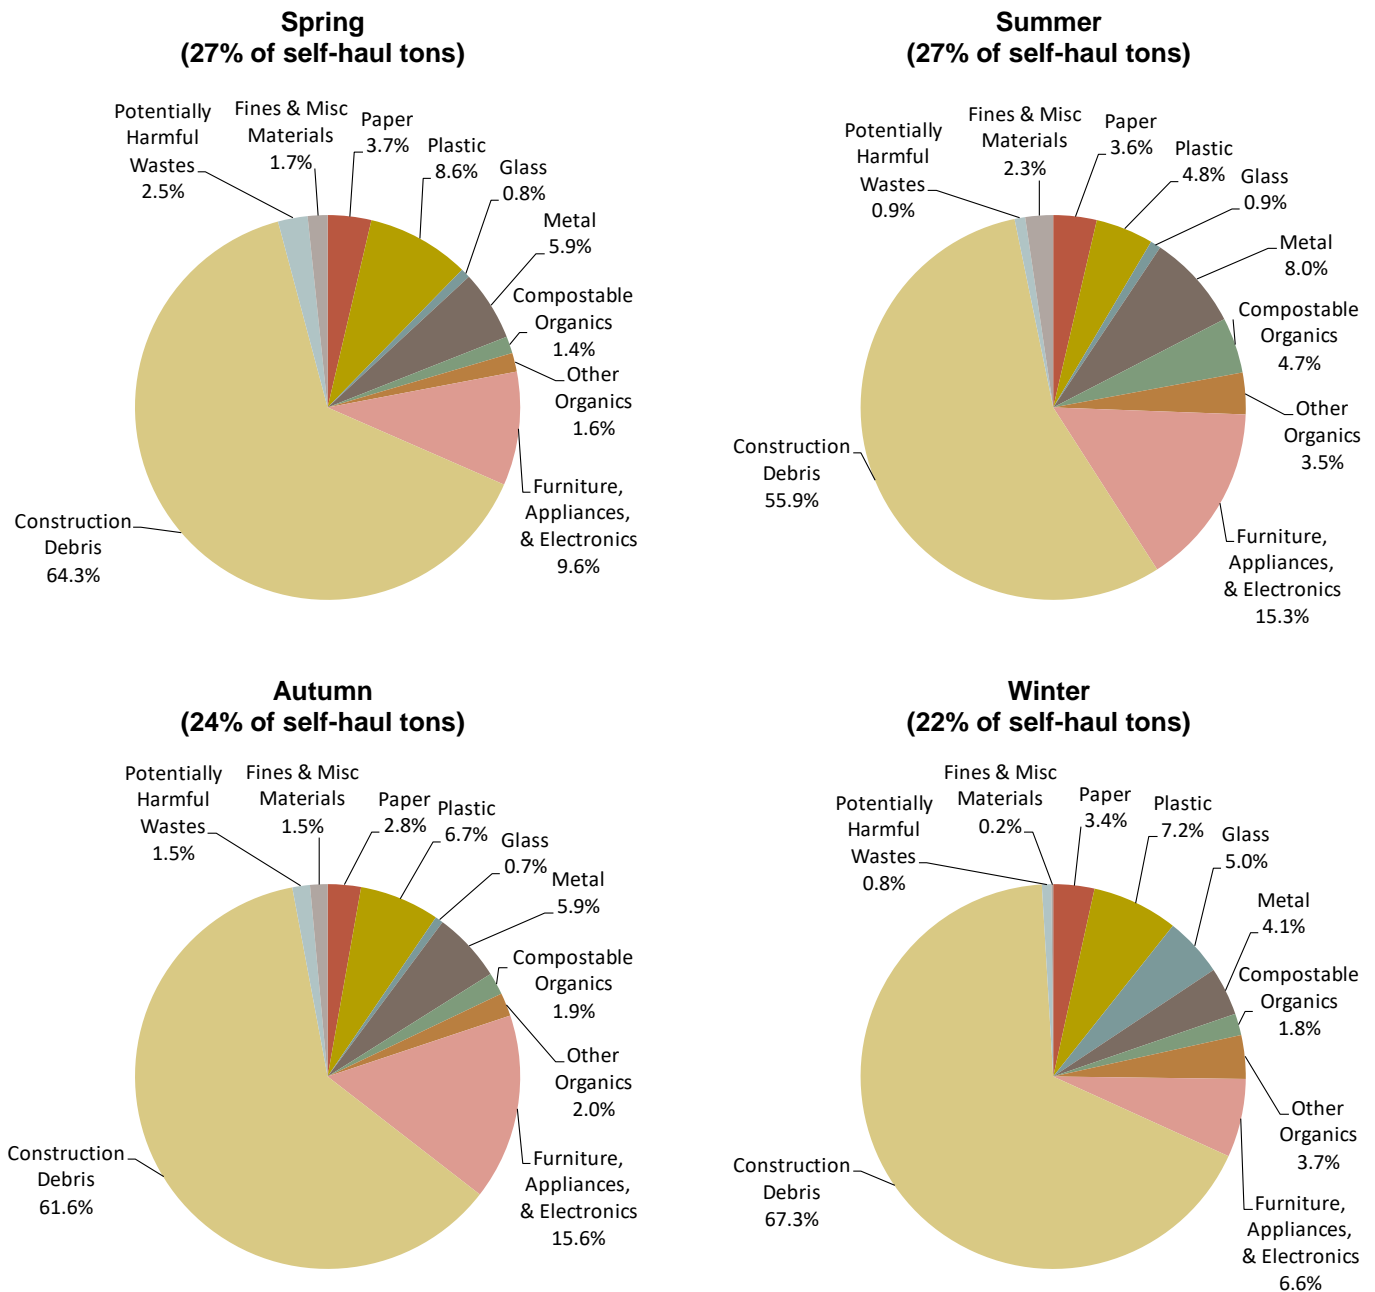 Spring
(27% of self-haul tons)
Potentially
Harmful
Wastes
2.5%
Fines & Misc
Materials
1.7%
Paper
3.7%
Plastic
8.6%
Glass
0.8%
Metal
5.9%
Compostable
Organics
1.4%
Other
Organics
1.6%
Furniture,
Appliances,
& Electronics
9.6%
Construction
Debris
64.3%
Summer
(27% of self-haul tons)
Potentially
Harmful
Wastes
0.9%
Fines & Misc
Materials
2.3%
Paper
3.6%
Plastic
4.8%
Glass
0.9%
Metal
8.0%
Compostable
Organics
4.7%
Other
Organics
3.5%
Furniture,
Appliances,
& Electronics
15.3%
Construction
Debris
55.9%
Autumn
(24% of self-haul tons)
Potentially
Harmful
Wastes
1.5%
Fines & Misc
Materials
1.5%
Paper
2.8%
Plastic
6.7%
Glass
0.7%
Metal
5.9%
Compostable
Organics
1.9%
Other
Organics
2.0%
Furniture,
Appliances,
& Electronics
15.6%
Construction
Debris
61.6%
Winter
(22% of self-haul tons)
Potentially
Harmful
Wastes
0.8%
Fines & Misc
Materials
0.2%
Paper
3.4%
Plastic
7.2%
Glass
5.0%
Metal
4.1%
Compostable
Organics
1.8%
Other
Organics
3.7%
Furniture,
Appliances,
& Electronics
6.6%
Construction
Debris
67.3%